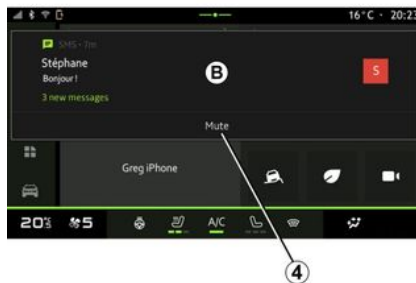 16°C · 20:23
SMS · 7m
Stéphane
B
S
Bonjour!
3 new messages
Mute
Greg iPhone
20°5
5
A/C
4